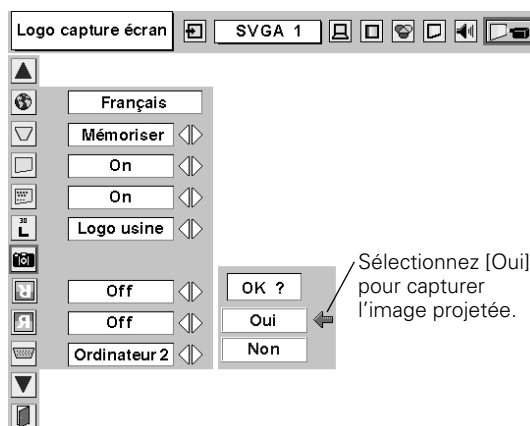 Logo capture écran
SVGA 1
Français
Mémoriser
On
On
30
L
Logo usine
Off
Off
Ordinateur 2
OK ?
Oui
Non
Sélectionnez [Oui]
pour capturer
l'image projetée.